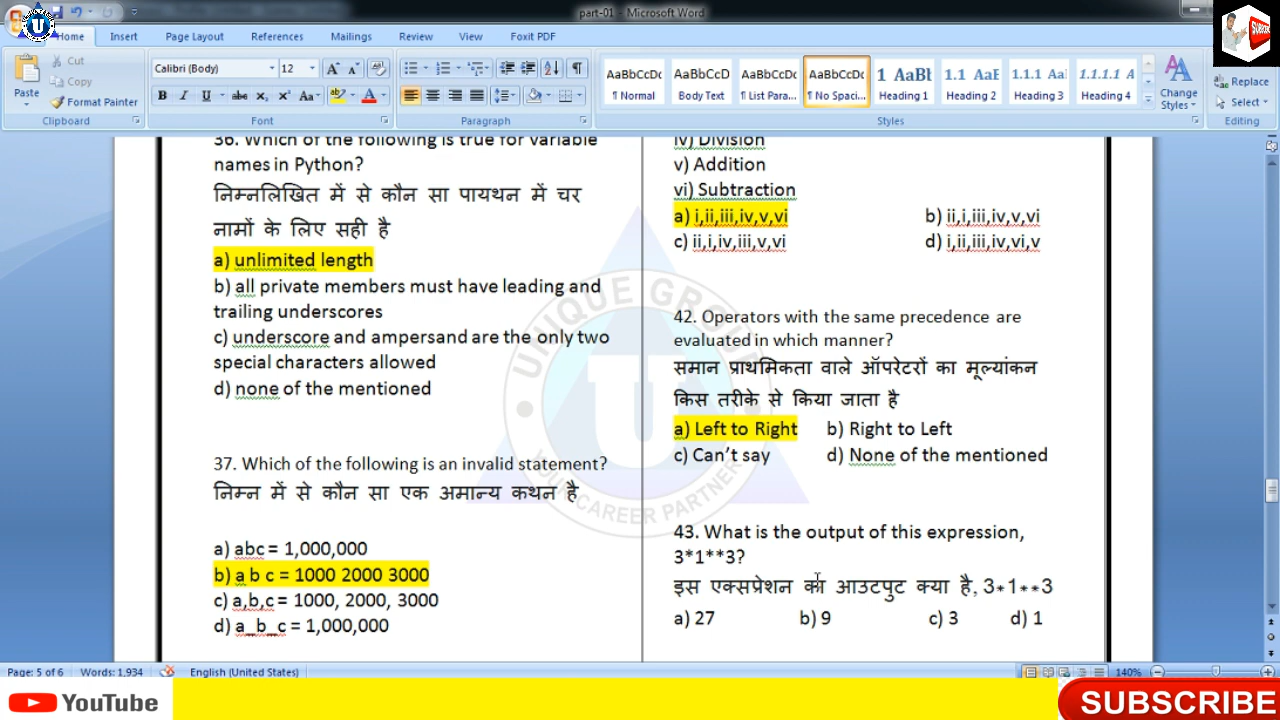 part-01 - Microsoft Word
Home Insert Page Layout References Mailings Review View Foxit PDF
Paste
Cut
Copy
Format Painter
Clipboard
Calibri (Body) 12
Font
Paragraph
AaBbCcDc AaBbCcD AaBbCcDc AaBbCcDc 1 AaBl 1.1 AaE 1.1.1 Aa 1.1.1.1 A
¶ Normal Body Text ¶ List Para... ¶ No Spaci... Heading 1 Heading 2 Heading 3 Heading 4
Change Styles
Styles
Replace
Select
Editing
SUBSCRIBE
36. Which of the following is true for variable
names in Python?
निम्नलिखित में से कौन सा पायथन में चर
नामों के लिए सही है
a) unlimited length
b) all private members must have leading and
trailing underscores
c) underscore and ampersand are the only two
special characters allowed
d) none of the mentioned
37. Which of the following is an invalid statement?
निम्न में से कौन सा एक अमान्य कथन है
a) abc = 1,000,000
b) a b c = 1000 2000 3000
c) a,b,c = 1000, 2000, 3000
d) a_b_c = 1,000,000
iv) Division
v) Addition
vi) Subtraction
a) i,ii,iii,iv,v,vi b) ii,i,iii,iv,v,vi
c) ii,i,iv,iii,v,vi d) i,ii,iii,iv,vi,v
42. Operators with the same precedence are
evaluated in which manner?
समान प्राथमिकता वाले ऑपरेटरों का मूल्यांकन
किस तरीके से किया जाता है
a) Left to Right b) Right to Left
c) Can’t say d) None of the mentioned
43. What is the output of this expression,
3*1**3?
इस एक्सप्रेशन का आउटपुट क्या है, 3*1**3
a) 27 b) 9 c) 3 d) 1
UNIQUE GROUP
YOUR CAREER PARTNER
U
Page: 5 of 6 Words: 1,934 English (United States) 140%
YouTube
SUBSCRIBE